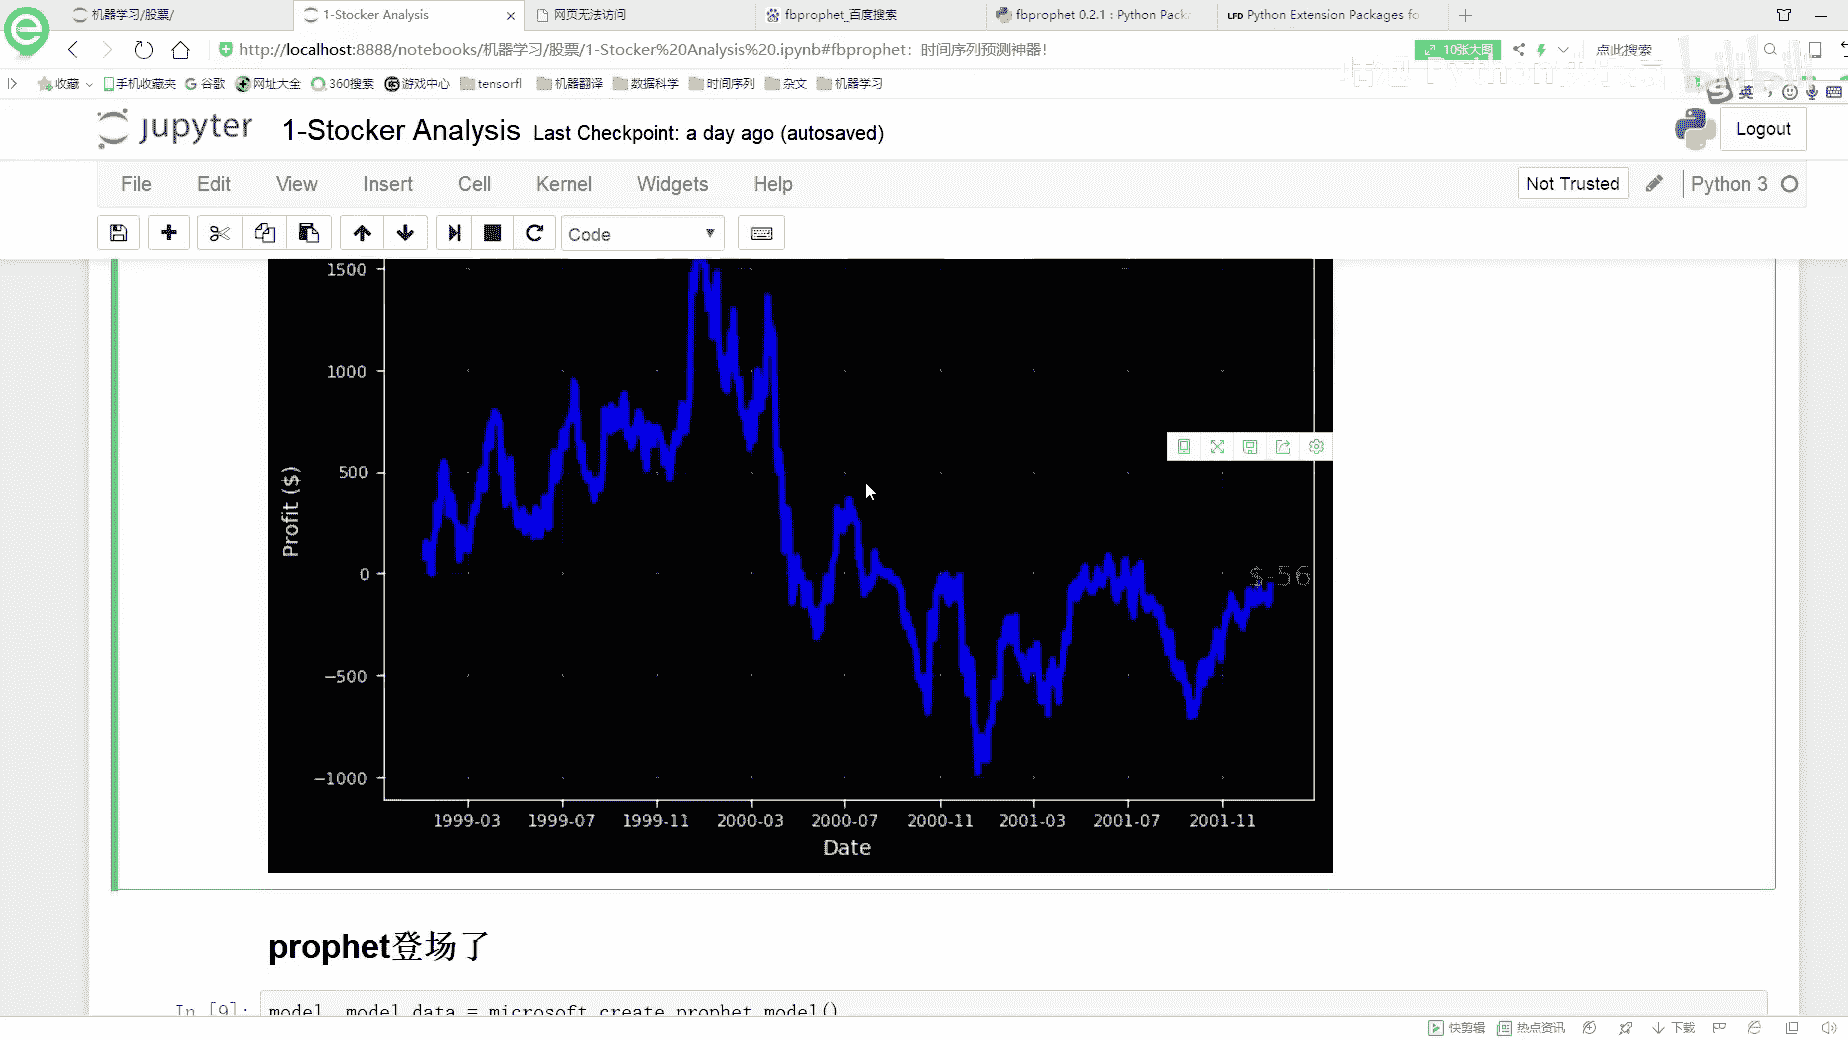 机器学习/股票/
1-Stocker Analysis
网页无法访问
fbprophet_百度搜索
fbprophet 0.2.1 : Python Pack
LFD Python Extension Packages fo
http://localhost:8888/notebooks/机器学习/股票/1-Stocker%20Analysis%20.ipynb#fbprophet：时间序列预测神器!
10张大图
点此搜索
收藏
手机收藏夹
谷歌
网址大全
360搜索
游戏中心
tensorfl
机器翻译
数据科学
时间序列
杂文
机器学习
英
jupyter
1-Stocker Analysis
Last Checkpoint: a day ago (autosaved)
Logout
File
Edit
View
Insert
Cell
Kernel
Widgets
Help
Not Trusted
Python 3
Code
1500
1000
500
0
−500
−1000
Profit ($)
$-56
1999-03
1999-07
1999-11
2000-03
2000-07
2000-11
2001-03
2001-07
2001-11
Date
prophet登场了
In [9]:
model, model_data = microsoft.create_prophet_model()
快剪辑
热点资讯
下载